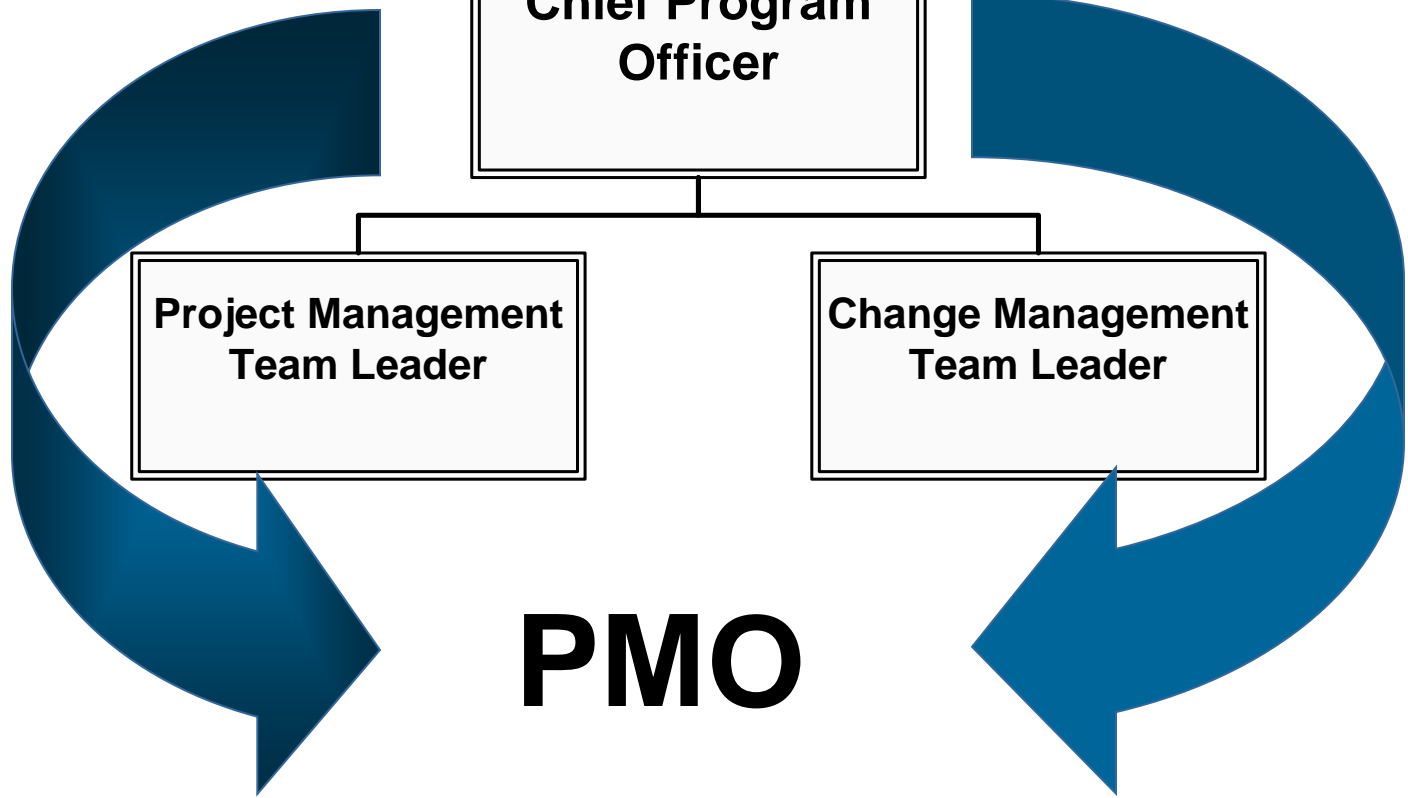 Chief Program
Officer
Project Management
Team Leader
Change Management
Team Leader
PMO